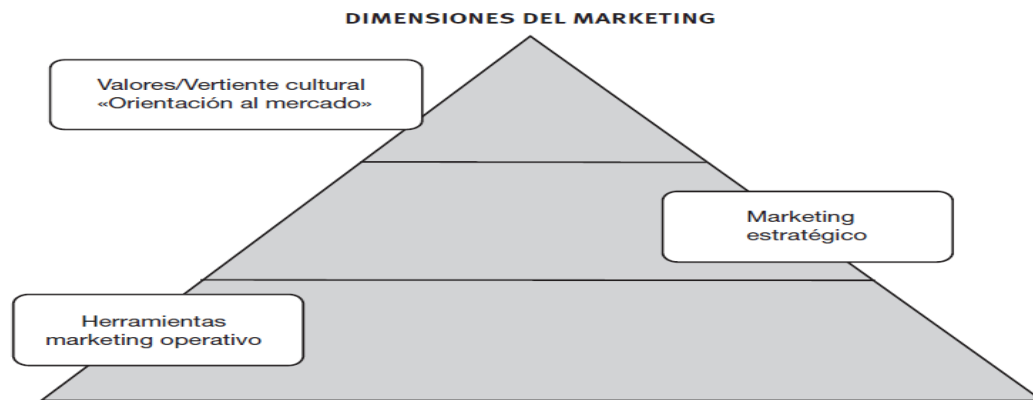 DIMENSIONES DEL MARKETING
Valores/Vertiente cultural
«Orientación al mercado»
Marketing
estratégico
Herramientas
marketing operativo